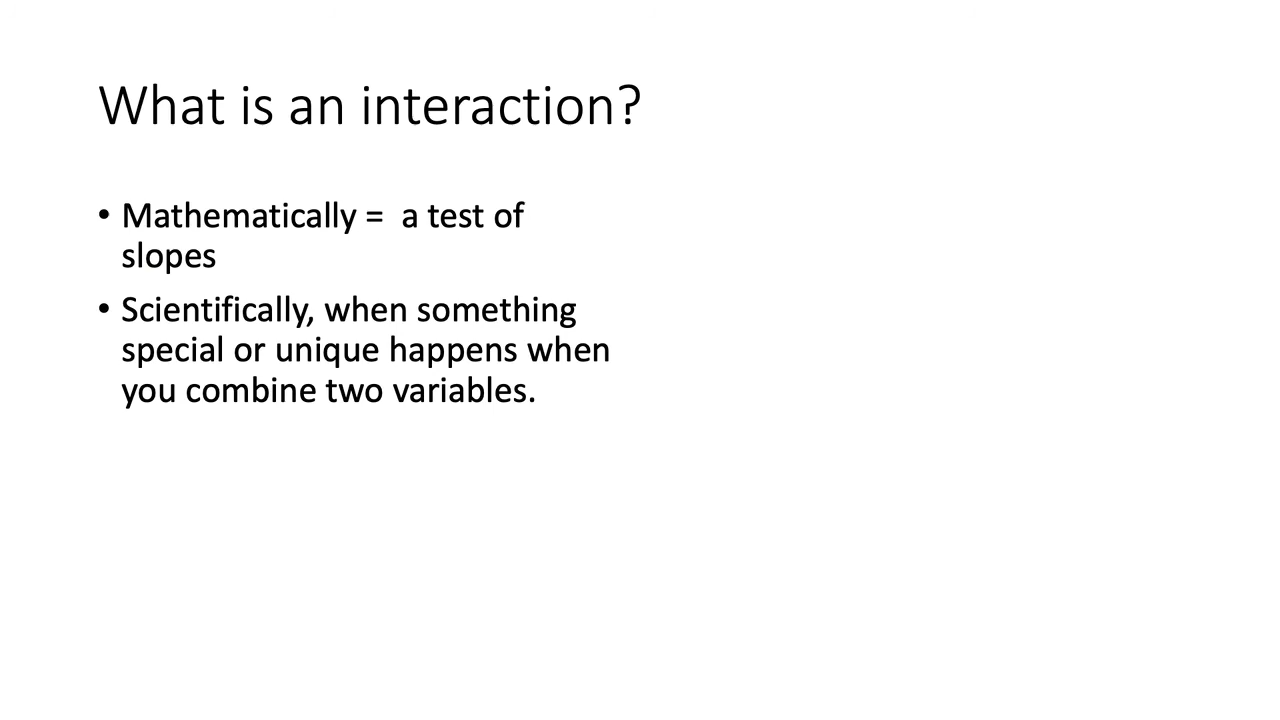 What is an interaction?
• Mathematically =  a test of
slopes
• Scientifically, when something
special or unique happens when
you combine two variables.